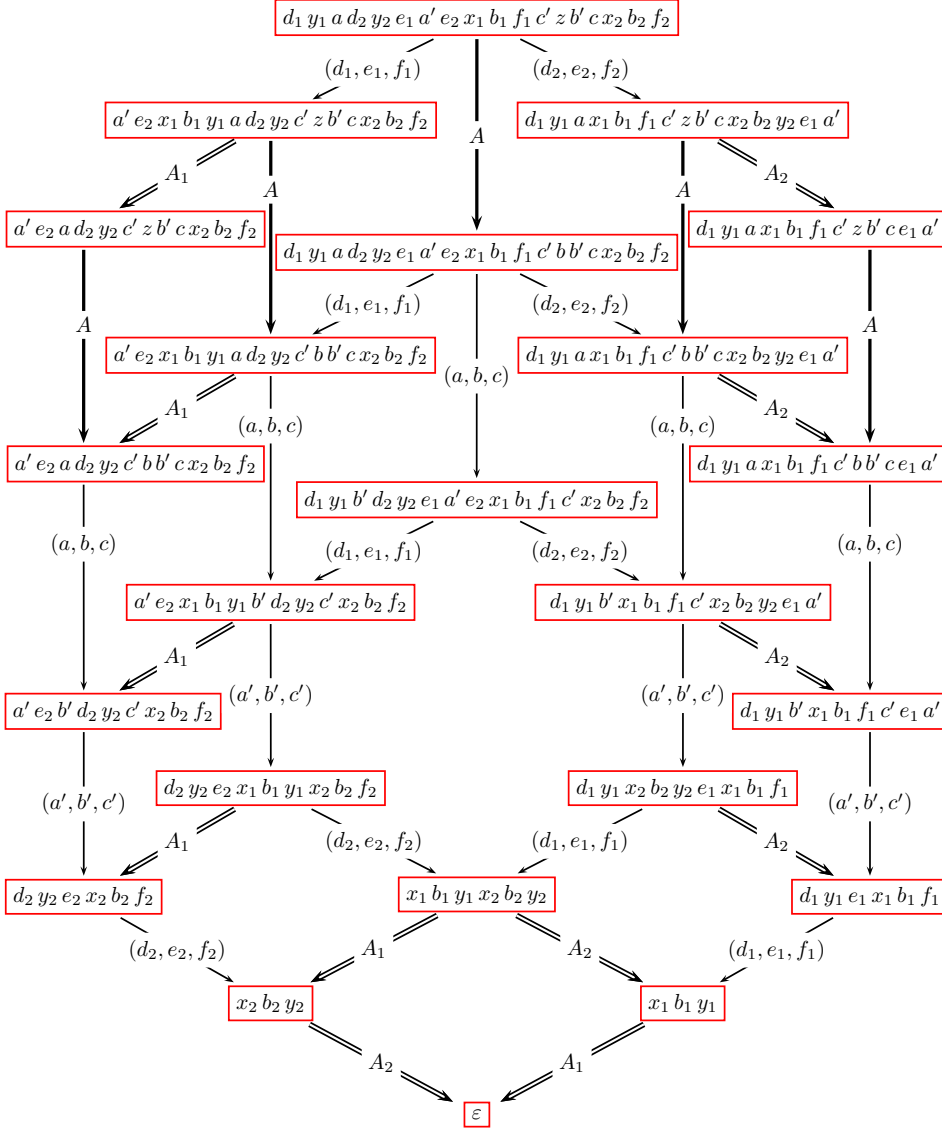 d₁ y₁ a d₂ y₂ e₁ a′ e₂ x₁ b₁ f₁ c′ z b′ c x₂ b₂ f₂
(d₁, e₁, f₁) (d₂, e₂, f₂)
a′ e₂ x₁ b₁ y₁ a d₂ y₂ c′ z b′ c x₂ b₂ f₂ A d₁ y₁ a x₁ b₁ f₁ c′ z b′ c x₂ b₂ y₂ e₁ a′
A₁ A A A₂
a′ e₂ a d₂ y₂ c′ z b′ c x₂ b₂ f₂ d₁ y₁ a x₁ b₁ f₁ c′ z b′ c e₁ a′
d₁ y₁ a d₂ y₂ e₁ a′ e₂ x₁ b₁ f₁ c′ b b′ c x₂ b₂ f₂
A (d₁, e₁, f₁) (d₂, e₂, f₂) A
a′ e₂ x₁ b₁ y₁ a d₂ y₂ c′ b b′ c x₂ b₂ f₂ d₁ y₁ a x₁ b₁ f₁ c′ b b′ c x₂ b₂ y₂ e₁ a′
(a, b, c)
A₁ (a, b, c) (a, b, c) A₂
a′ e₂ a d₂ y₂ c′ b b′ c x₂ b₂ f₂ d₁ y₁ a x₁ b₁ f₁ c′ b b′ c e₁ a′
d₁ y₁ b′ d₂ y₂ e₁ a′ e₂ x₁ b₁ f₁ c′ x₂ b₂ f₂
(a, b, c) (d₁, e₁, f₁) (d₂, e₂, f₂) (a, b, c)
a′ e₂ x₁ b₁ y₁ b′ d₂ y₂ c′ x₂ b₂ f₂ d₁ y₁ b′ x₁ b₁ f₁ c′ x₂ b₂ y₂ e₁ a′
A₁ (a′, b′, c′) (a′, b′, c′) A₂
a′ e₂ b′ d₂ y₂ c′ x₂ b₂ f₂ d₁ y₁ b′ x₁ b₁ f₁ c′ e₁ a′
d₂ y₂ e₂ x₁ b₁ y₁ x₂ b₂ f₂ d₁ y₁ x₂ b₂ y₂ e₁ x₁ b₁ f₁
(a′, b′, c′) A₁ (d₂, e₂, f₂) (d₁, e₁, f₁) A₂ (a′, b′, c′)
d₂ y₂ e₂ x₂ b₂ f₂ x₁ b₁ y₁ x₂ b₂ y₂ d₁ y₁ e₁ x₁ b₁ f₁
(d₂, e₂, f₂) A₁ A₂ (d₁, e₁, f₁)
x₂ b₂ y₂ x₁ b₁ y₁
A₂ A₁
ε